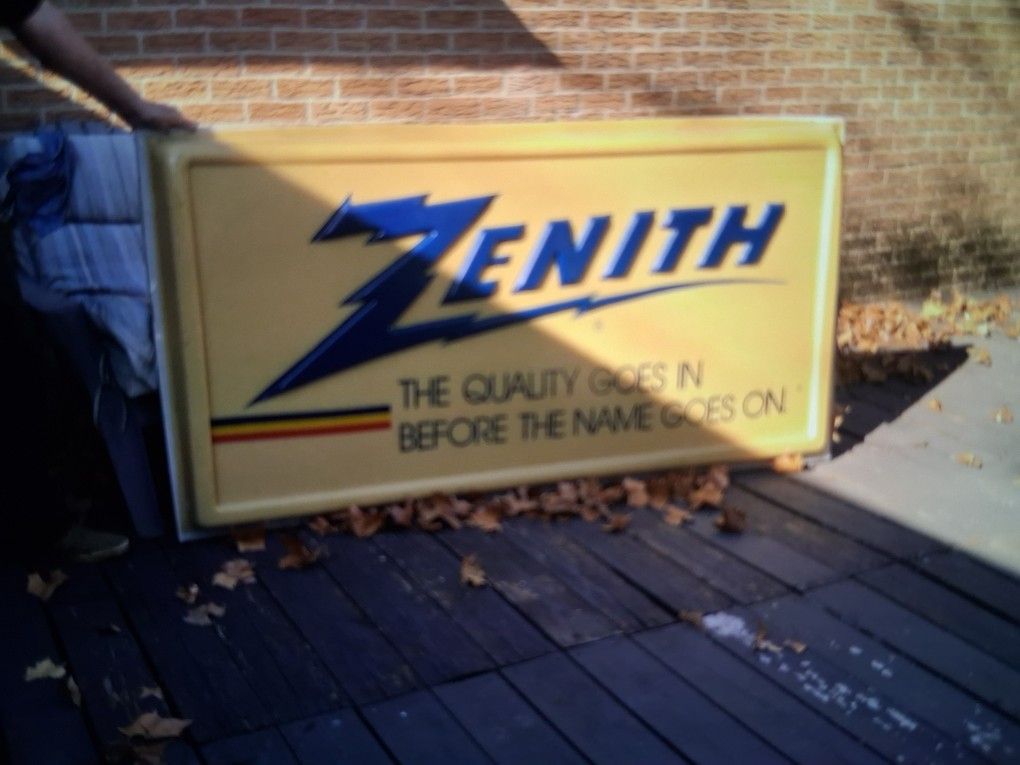 ZENITH
THE QUALITY GOES IN
BEFORE THE NAME GOES ON.